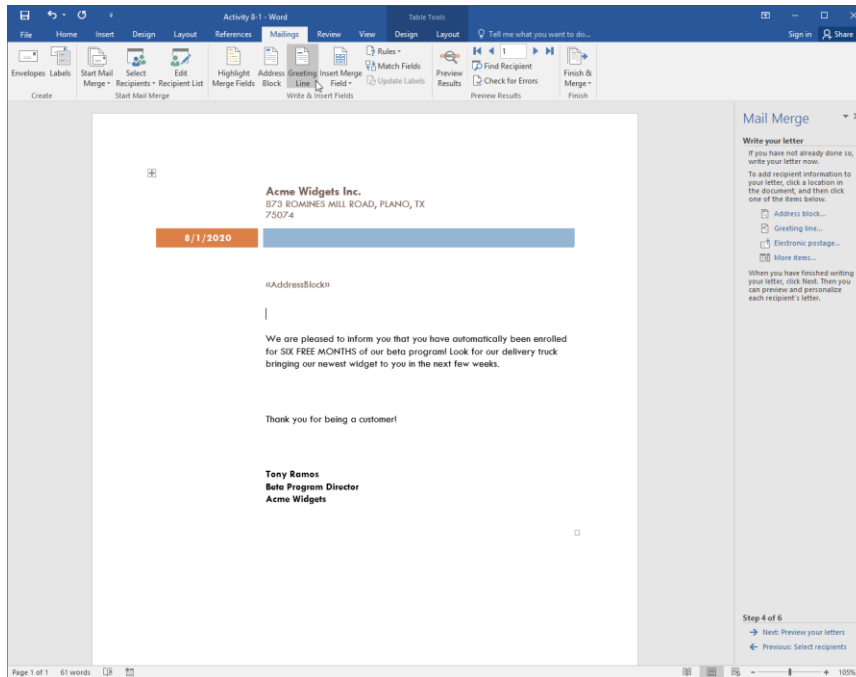 Activity 8-1 - Word
Table Tools
File Home Insert Design Layout References Mailings Review View Design Layout Tell me what you want to do... Sign in Share
Envelopes Labels
Create
Start Mail Merge
Select Recipients
Edit Recipient List
Start Mail Merge
Highlight Merge Fields
Address Block
Greeting Line
Insert Merge Field
Rules
Match Fields
Update Labels
Write & Insert Fields
Preview Results
1
Find Recipient
Check for Errors
Preview Results
Finish & Merge
Finish
Acme Widgets Inc.
873 ROMINES MILL ROAD, PLANO, TX
75074
8/1/2020
«AddressBlock»
We are pleased to inform you that you have automatically been enrolled
for SIX FREE MONTHS of our beta program! Look for our delivery truck
bringing our newest widget to you in the next few weeks.
Thank you for being a customer!
Tony Ramos
Beta Program Director
Acme Widgets
Mail Merge
Write your letter
If you have not already done so,
write your letter now.
To add recipient information to
your letter, click a location in
the document, and then click
one of the items below.
Address block...
Greeting line...
Electronic postage...
More items...
When you have finished writing
your letter, click Next. Then you
can preview and personalize
each recipient's letter.
Step 4 of 6
Next: Preview your letters
Previous: Select recipients
Page 1 of 1 61 words
105%